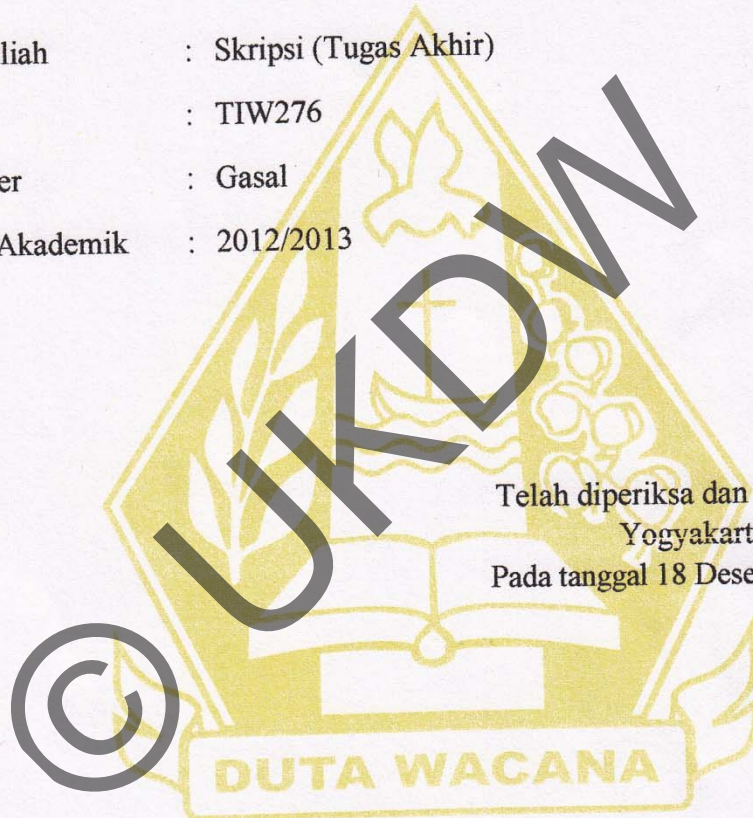 liah : Skripsi (Tugas Akhir)
: TIW276
er : Gasal
Akademik : 2012/2013
Telah diperiksa dan
Yogyakart
Pada tanggal 18 Dese
© UKDW
DUTA WACANA